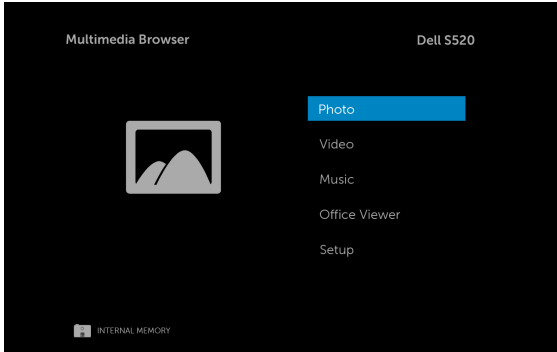 Multimedia Browser
Dell S520
Photo
Video
Music
Office Viewer
Setup
INTERNAL MEMORY